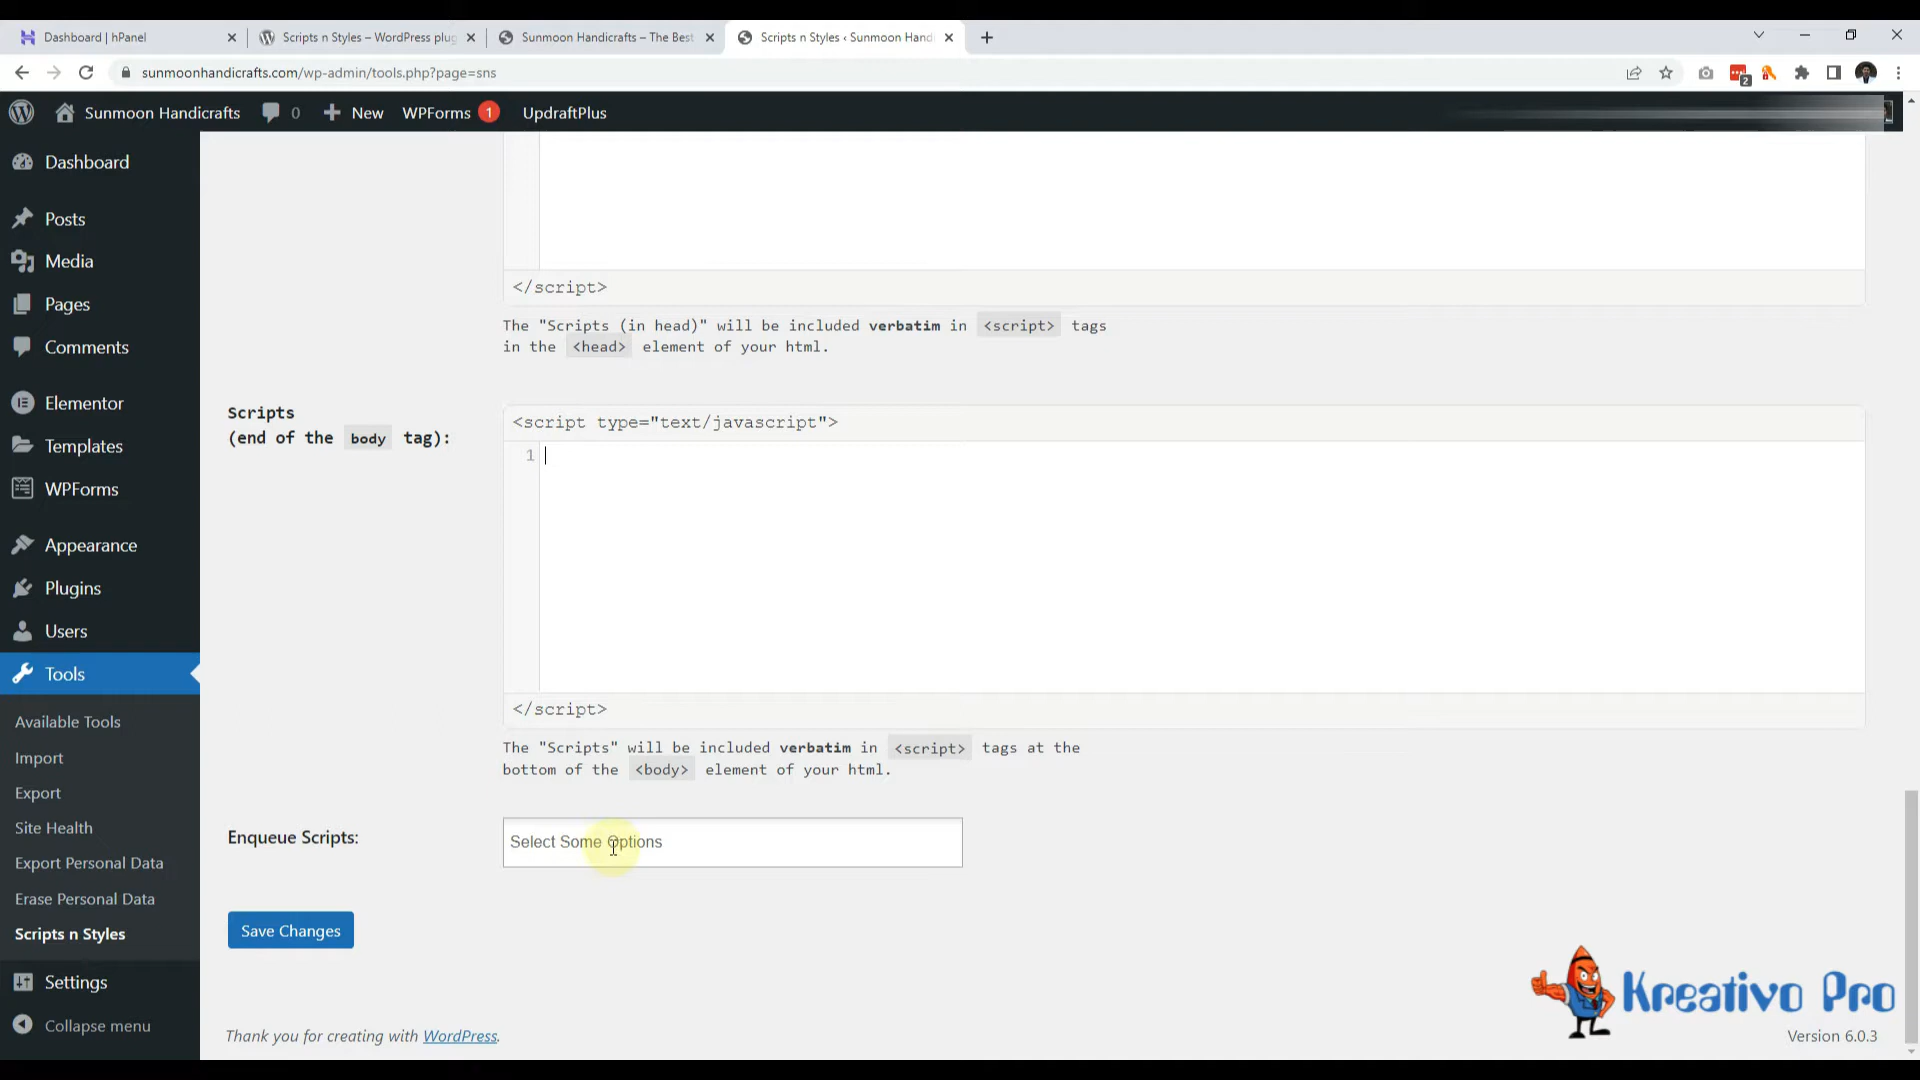 Dashboard | hPanel
Scripts n Styles – WordPress plug
Sunmoon Handicrafts – The Best
Scripts n Styles ‹ Sunmoon Hand
sunmoonhandicrafts.com/wp-admin/tools.php?page=sns
2
Sunmoon Handicrafts
0
New
WPForms
1
UpdraftPlus
Dashboard
Posts
Media
Pages
Comments
Elementor
Templates
WPForms
Appearance
Plugins
Users
Tools
Available Tools
Import
Export
Site Health
Export Personal Data
Erase Personal Data
Scripts n Styles
Settings
Collapse menu
</script>
The "Scripts (in head)" will be included verbatim in <script> tags
in the <head> element of your html.
Scripts
(end of the body tag):
<script type="text/javascript">
1
</script>
The "Scripts" will be included verbatim in <script> tags at the
bottom of the <body> element of your html.
Enqueue Scripts:
Select Some Options
Save Changes
Kreativo Pro
Thank you for creating with WordPress.
Version 6.0.3